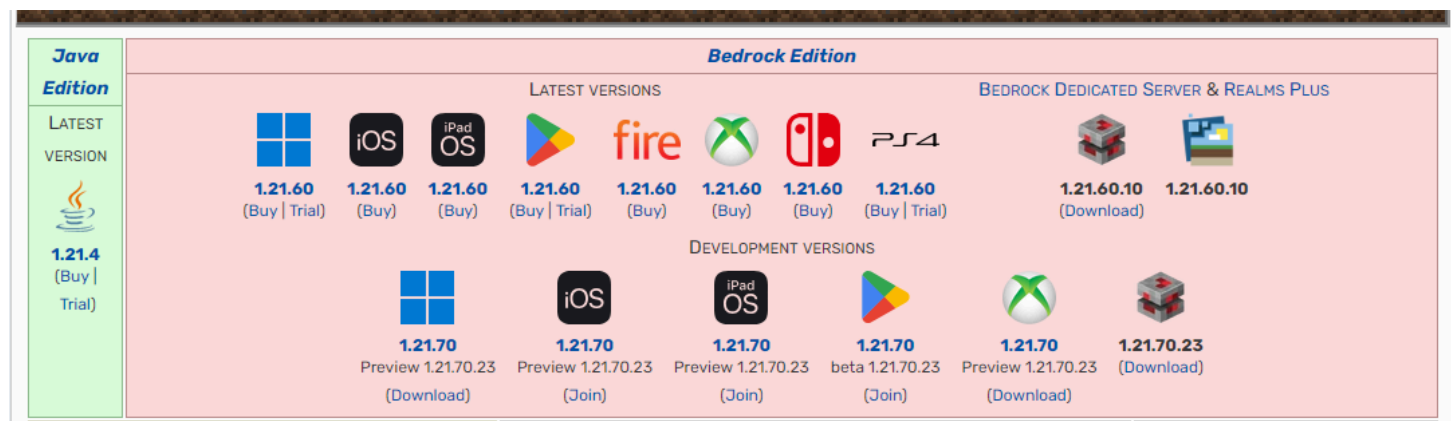 Java
Edition
LATEST
VERSION
1.21.4
(Buy |
Trial)
Bedrock Edition
LATEST VERSIONS
BEDROCK DEDICATED SERVER & REALMS PLUS
iOS
iPad
OS
fire
PS4
1.21.60 1.21.60 1.21.60 1.21.60 1.21.60 1.21.60 1.21.60 1.21.60 1.21.60.10 1.21.60.10
(Buy | Trial) (Buy) (Buy) (Buy | Trial) (Buy) (Buy) (Buy) (Buy | Trial) (Download)
DEVELOPMENT VERSIONS
iOS
iPad
OS
1.21.70 1.21.70 1.21.70 1.21.70 1.21.70 1.21.70.23
Preview 1.21.70.23 Preview 1.21.70.23 Preview 1.21.70.23 beta 1.21.70.23 Preview 1.21.70.23 (Download)
(Download) (Join) (Join) (Join) (Download)